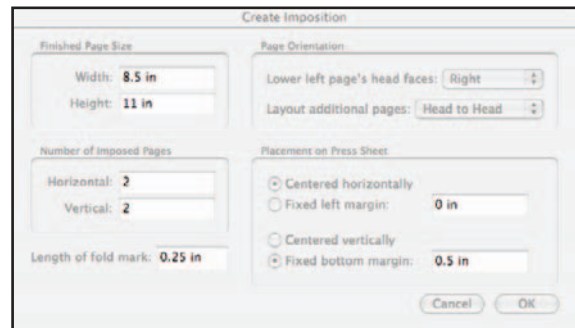 Create Imposition
Finished Page Size
Width: 8.5 in
Height: 11 in
Page Orientation
Lower left page's head faces: Right
Layout additional pages: Head to Head
Number of Imposed Pages
Horizontal: 2
Vertical: 2
Length of fold mark: 0.25 in
Placement on Press Sheet
Centered horizontally
Fixed left margin: 0 in
Centered vertically
Fixed bottom margin: 0.5 in
Cancel OK